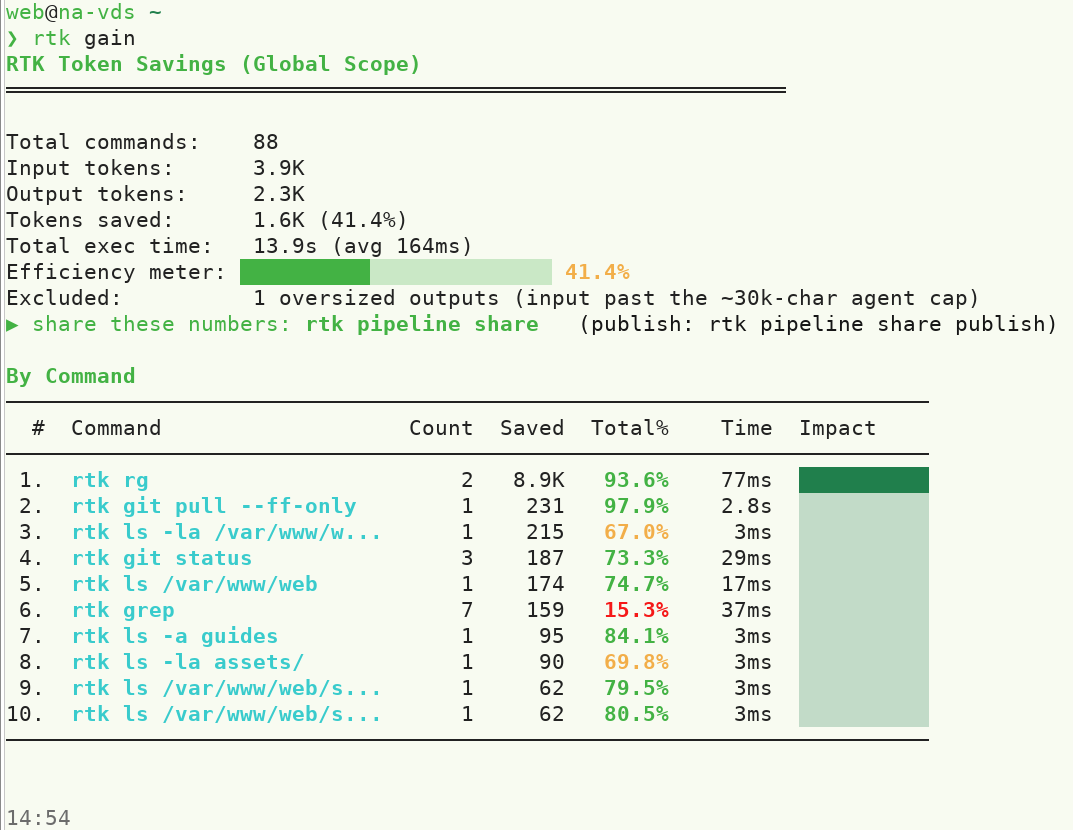 web@na-vds ~
❯ rtk gain
RTK Token Savings (Global Scope)
Total commands:    88
Input tokens:      3.9K
Output tokens:     2.3K
Tokens saved:      1.6K (41.4%)
Total exec time:   13.9s (avg 164ms)
Efficiency meter: 41.4%
Excluded:          1 oversized outputs (input past the ~30k-char agent cap)
▶ share these numbers: rtk pipeline share   (publish: rtk pipeline share publish)
By Command
#  Command                   Count  Saved  Total%    Time  Impact
1.  rtk rg                        2   8.9K   93.6%    77ms
2.  rtk git pull --ff-only        1    231   97.9%    2.8s
3.  rtk ls -la /var/www/w...      1    215   67.0%     3ms
4.  rtk git status                3    187   73.3%    29ms
5.  rtk ls /var/www/web           1    174   74.7%    17ms
6.  rtk grep                      7    159   15.3%    37ms
7.  rtk ls -a guides              1     95   84.1%     3ms
8.  rtk ls -la assets/            1     90   69.8%     3ms
9.  rtk ls /var/www/web/s...      1     62   79.5%     3ms
10.  rtk ls /var/www/web/s...      1     62   80.5%     3ms
14:54